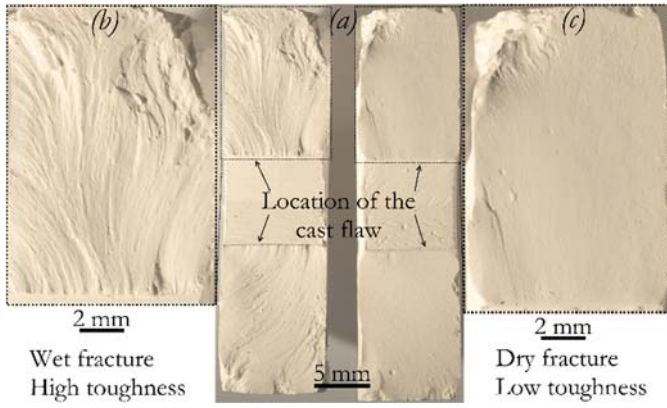 (b)
(a)
(c)
Location of the
cast flaw
2 mm
2 mm
5 mm
Wet fracture
High toughness
Dry fracture
Low toughness